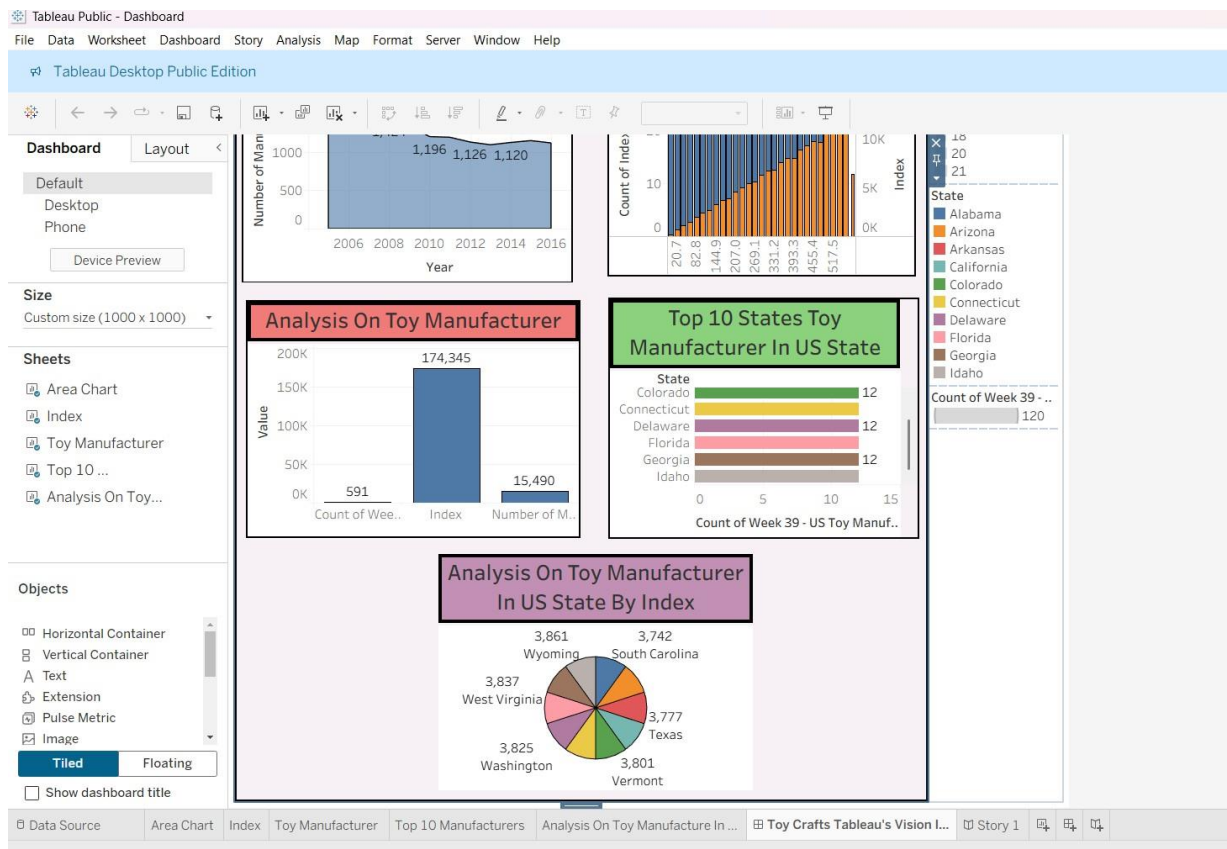 Tableau Public - Dashboard
File Data Worksheet Dashboard Story Analysis Map Format Server Window Help
Tableau Desktop Public Edition
Dashboard Layout
Default
Desktop
Phone
Device Preview
Size
Custom size (1000 x 1000)
Sheets
Area Chart
Index
Toy Manufacturer
Top 10 ...
Analysis On Toy...
Objects
Horizontal Container
Vertical Container
Text
Extension
Pulse Metric
Image
Tiled Floating
Show dashboard title
Number of Man
1000
500
0
1,196 1,126 1,120
2006 2008 2010 2012 2014 2016
Year
Count of Index
10
0
10K
5K
0K
Index
20.7 82.8 144.9 207.0 269.1 331.2 393.3 455.4 517.5
18
20
21
State
Alabama
Arizona
Arkansas
California
Colorado
Connecticut
Delaware
Florida
Georgia
Idaho
Count of Week 39 - ..
120
Analysis On Toy Manufacturer
Value
200K
150K
100K
50K
0K
591
174,345
15,490
Count of Wee.. Index Number of M..
Top 10 States Toy
Manufacturer In US State
State
Colorado 12
Connecticut
Delaware 12
Florida
Georgia 12
Idaho
0 5 10 15
Count of Week 39 - US Toy Manuf..
Analysis On Toy Manufacturer
In US State By Index
3,861
Wyoming
3,742
South Carolina
3,837
West Virginia
3,777
Texas
3,825
Washington
3,801
Vermont
Data Source Area Chart Index Toy Manufacturer Top 10 Manufacturers Analysis On Toy Manufacture In ... Toy Crafts Tableau's Vision I... Story 1